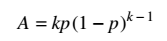 A = kp(1 − p)^{k − 1}